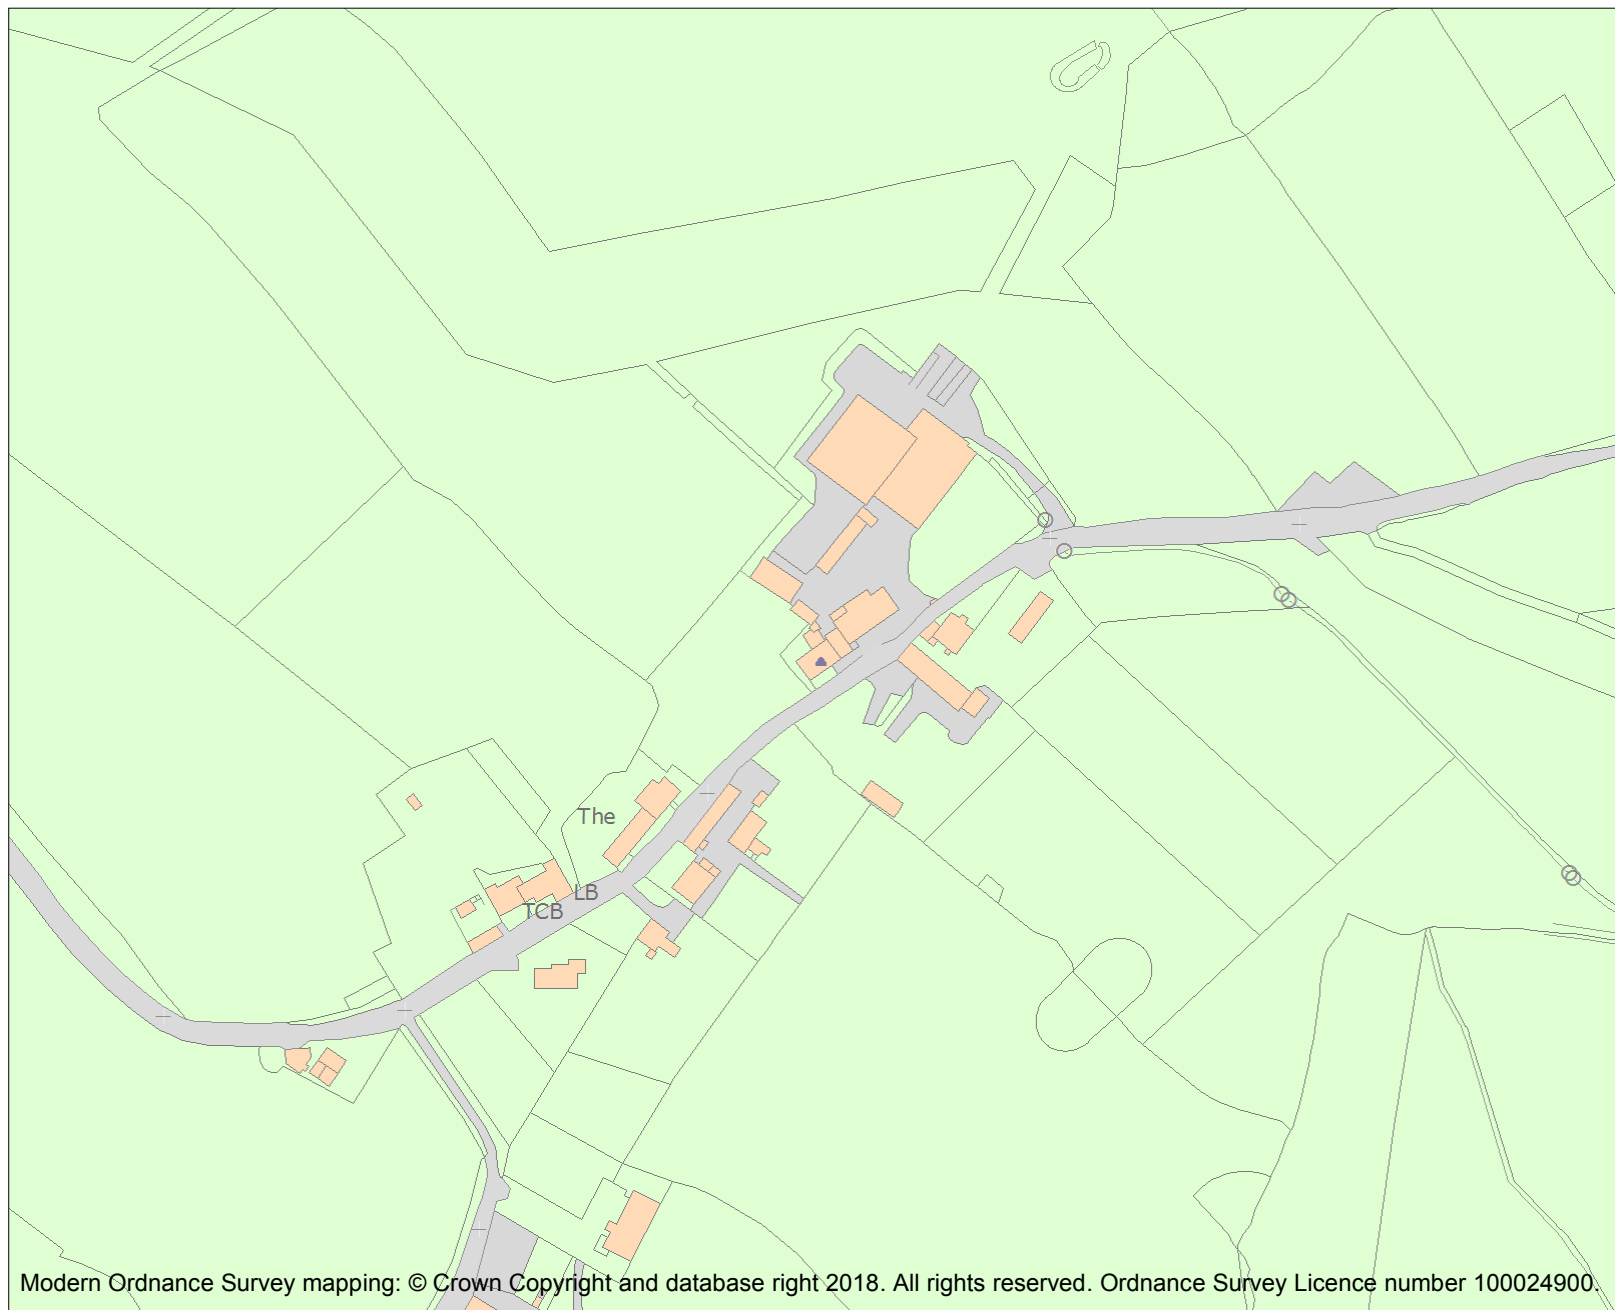 The
LB
TCB
Modern Ordnance Survey mapping: © Crown Copyright and database right 2018. All rights reserved. Ordnance Survey Licence number 100024900.